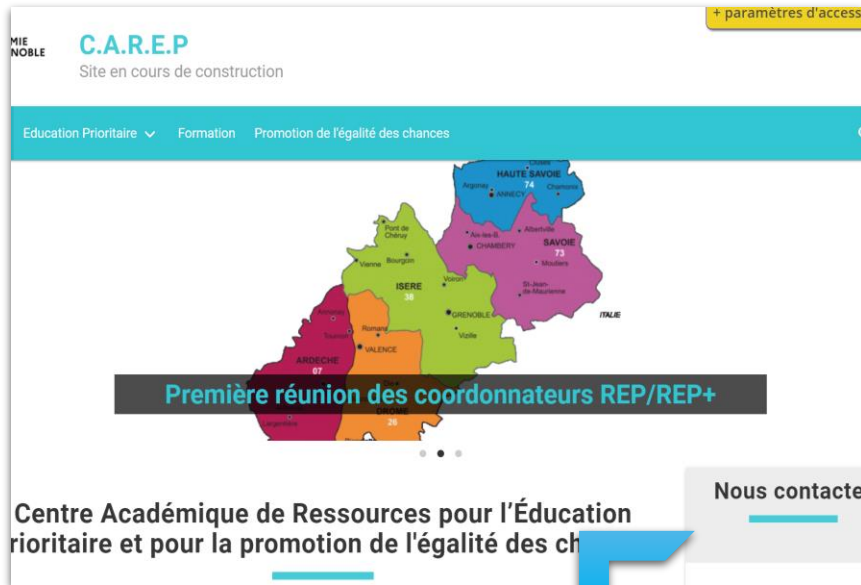 + paramètres d'access
MIE
NOBLE
C.A.R.E.P
Site en cours de construction
Education Prioritaire
Formation
Promotion de l'égalité des chances
Cluses
HAUTE SAVOIE
74
Argonay
ANNECY
Chamonix
Pont de
Chéruy
Aix-les-B.
Albertville
CHAMBERY
SAVOIE
73
Moutiers
Vienne
Bourgoin
Voiron
ISERE
38
St-Jean-
de-Maurienne
GRENOBLE
ITALIE
Annonay
Romans
Vizille
Tournon
VALENCE
ARDECHE
07
Première réunion des coordonnateurs REP/REP+
DROME
26
Largentière
Nous contacte
Centre Académique de Ressources pour l'Éducation
rioritaire et pour la promotion de l'égalité des ch